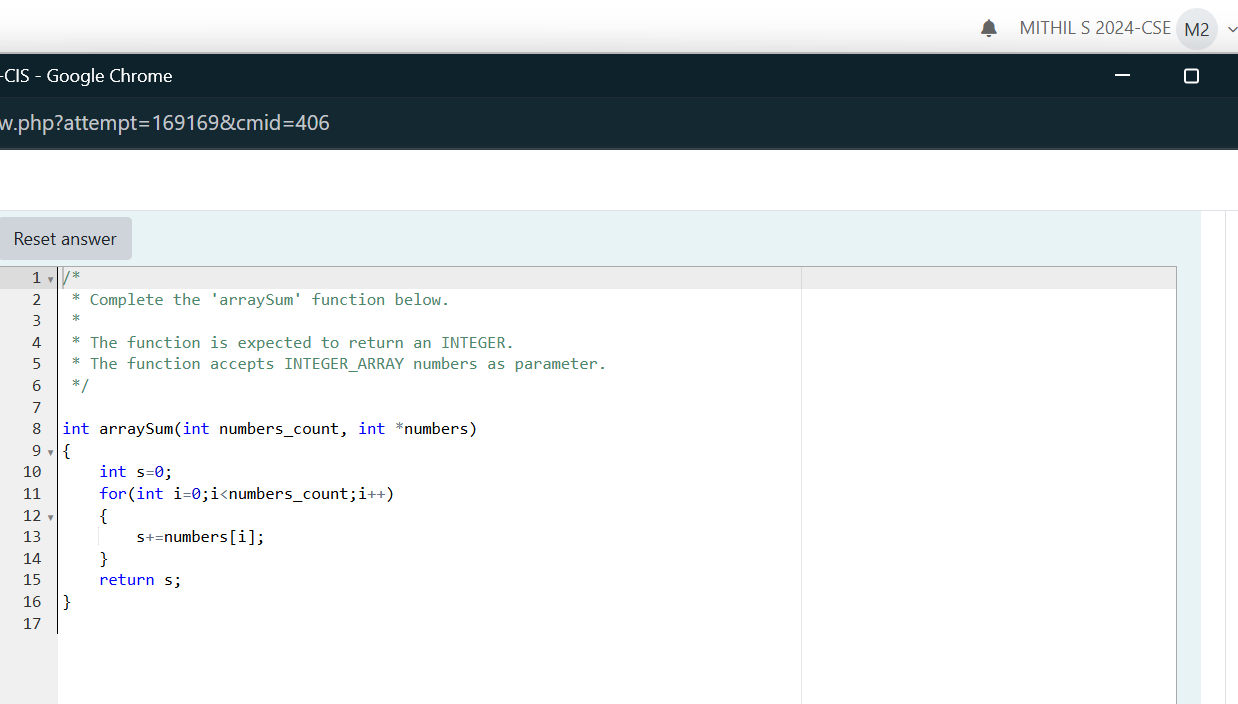 MITHIL S 2024-CSE M2
-CIS - Google Chrome
w.php?attempt=169169&cmid=406
Reset answer
1 /*
2  * Complete the 'arraySum' function below.
3  *
4  * The function is expected to return an INTEGER.
5  * The function accepts INTEGER_ARRAY numbers as parameter.
6  */
7
8 int arraySum(int numbers_count, int *numbers)
9 {
10     int s=0;
11     for(int i=0;i<numbers_count;i++)
12     {
13         s+=numbers[i];
14     }
15     return s;
16 }
17